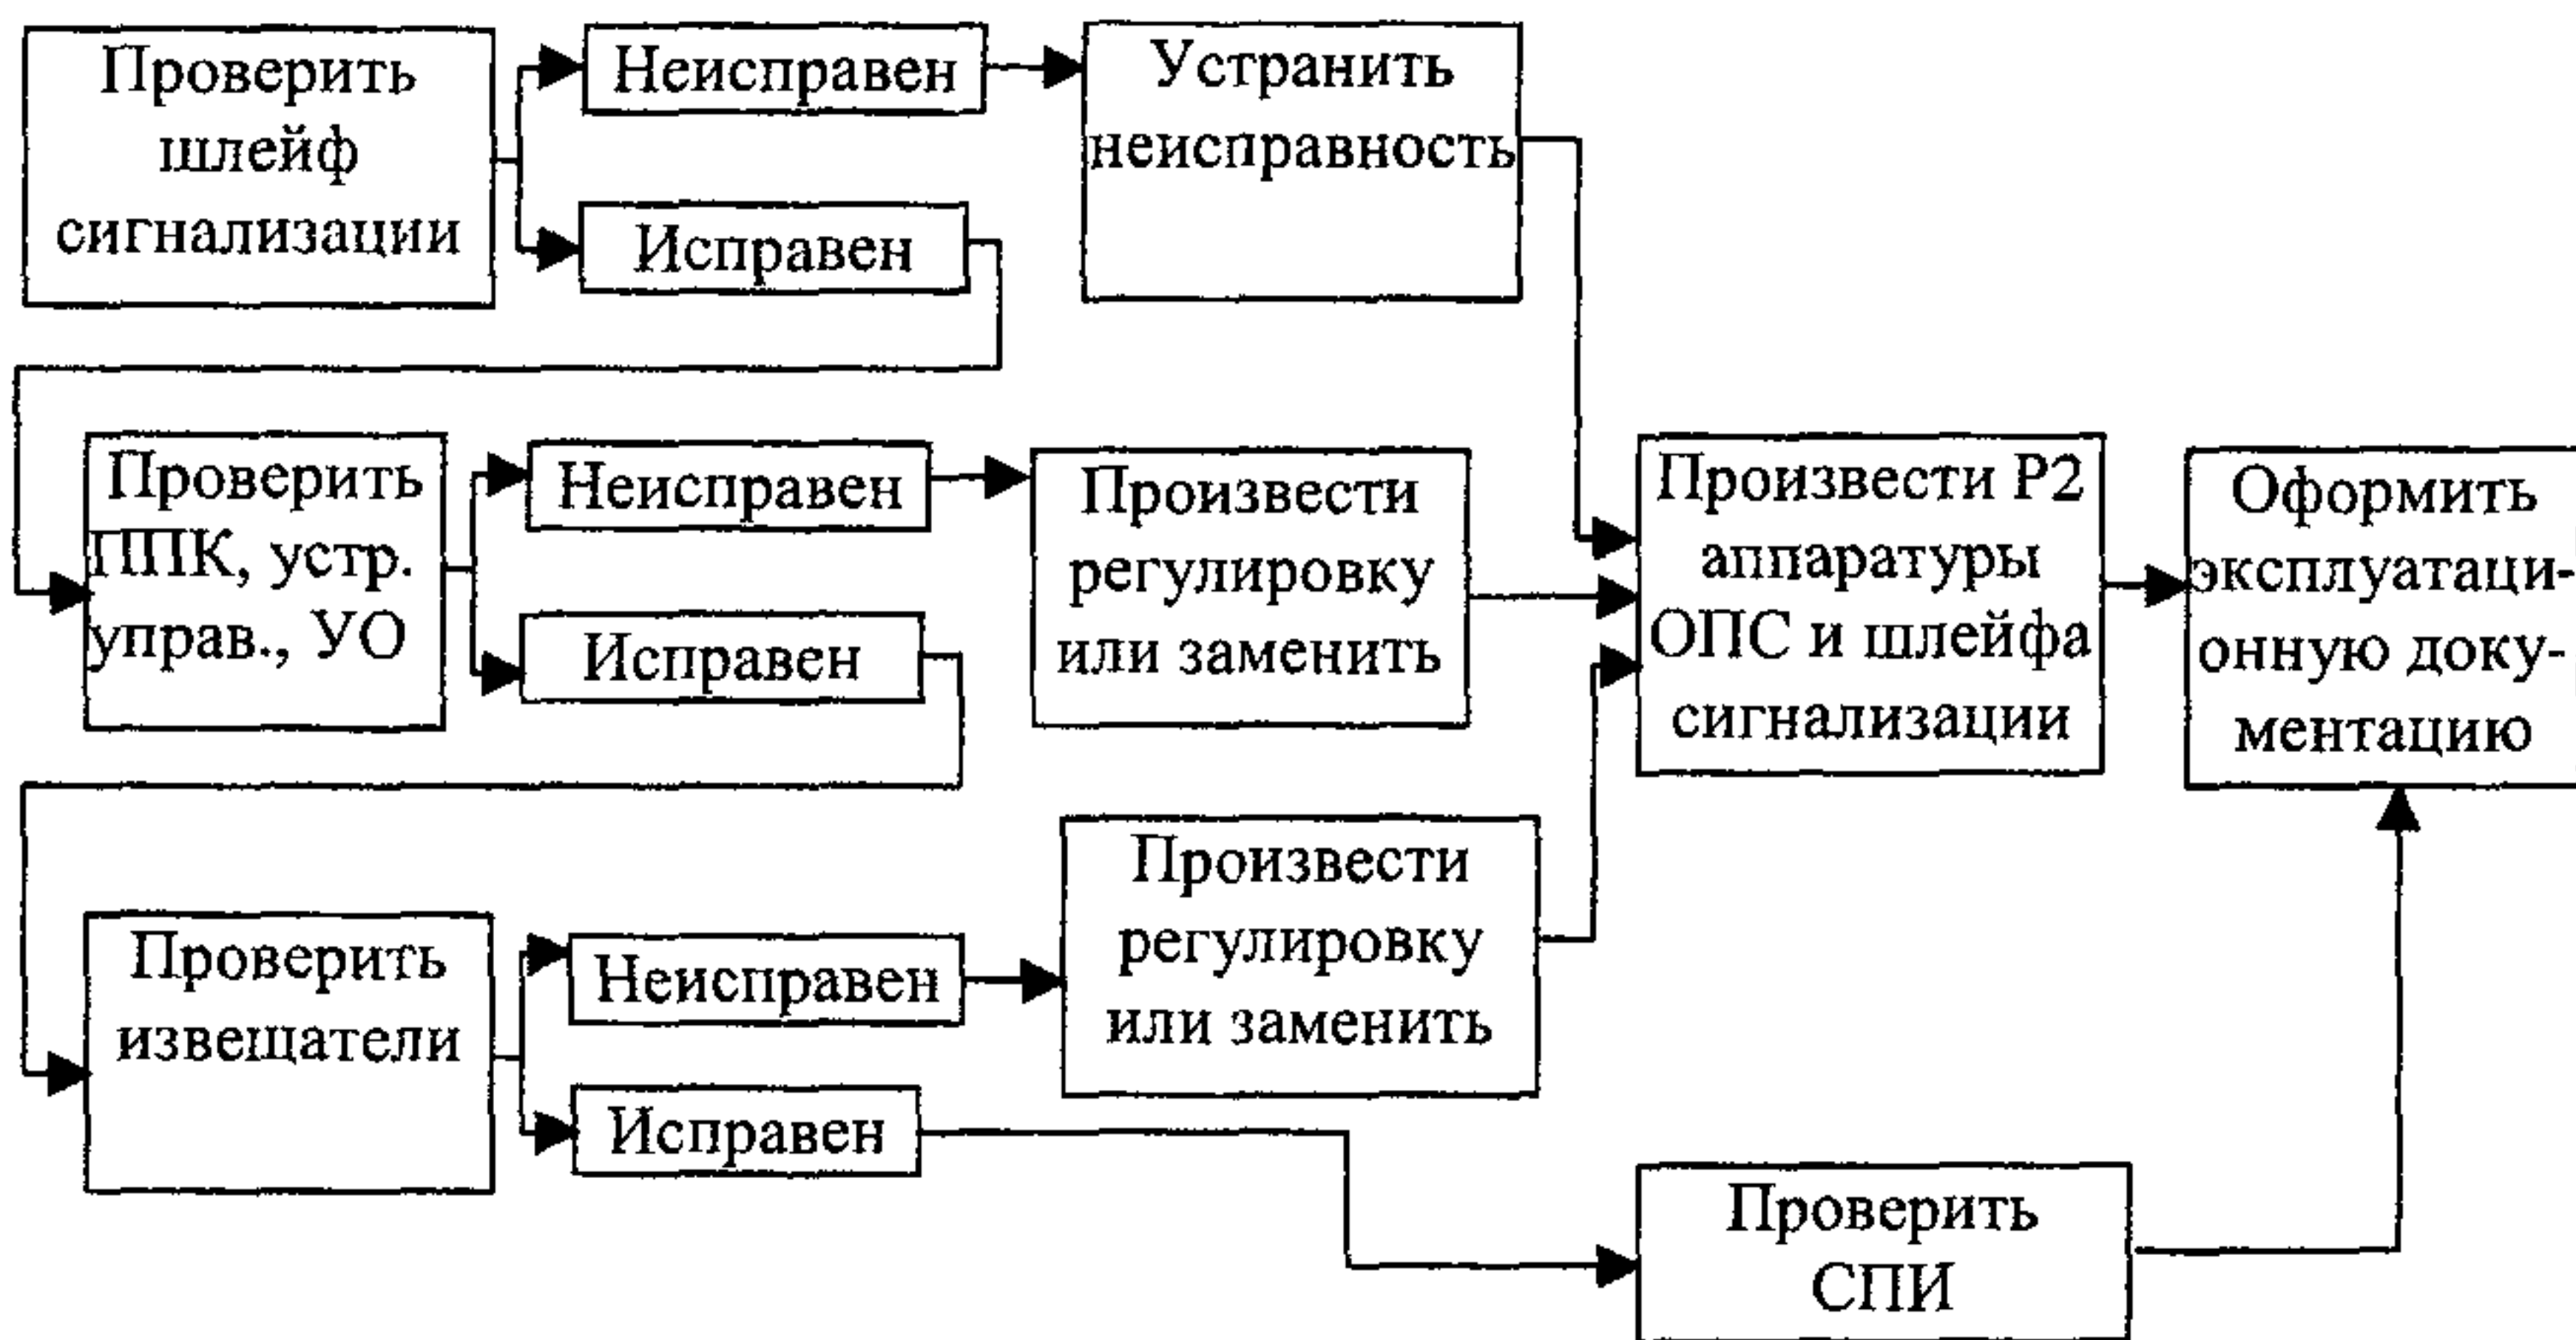 Проверить
шлейф
сигнализации
Неисправен
Исправен
Устранить
неисправность
Проверить
ППК, устр.
управ., УО
Неисправен
Исправен
Произвести
регулировку
или заменить
Произвести Р2
аппаратуры
ОПС и шлейфа
сигнализации
Оформить
эксплуатаци-
онную доку-
ментацию
Проверить
извещатели
Неисправен
Исправен
Произвести
регулировку
или заменить
Проверить
СПИ